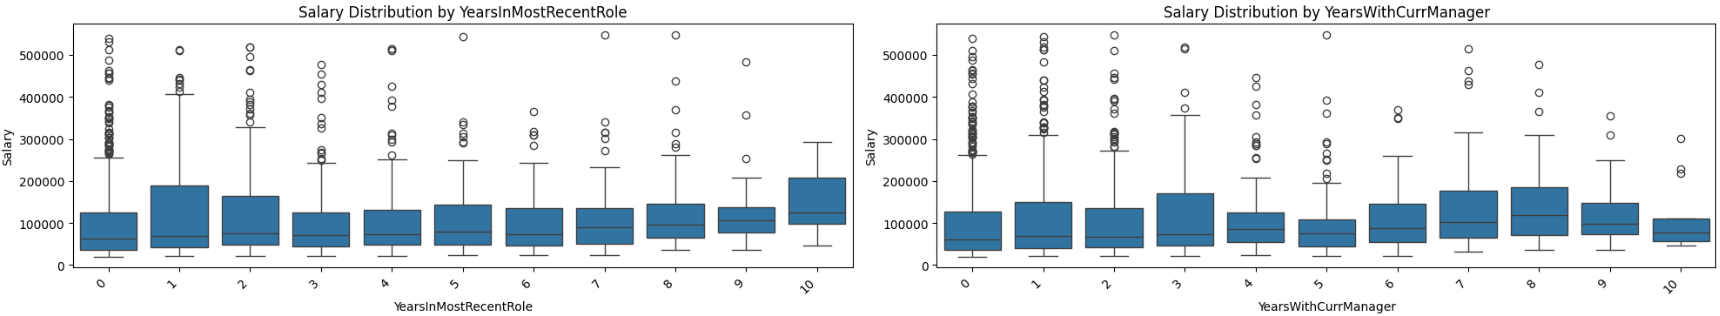 Salary Distribution by YearsInMostRecentRole
500000
400000
300000
200000
100000
0
Salary
0 1 2 3 4 5 6 7 8 9 10
YearsInMostRecentRole
Salary Distribution by YearsWithCurrManager
500000
400000
300000
200000
100000
0
Salary
0 1 2 3 4 5 6 7 8 9 10
YearsWithCurrManager